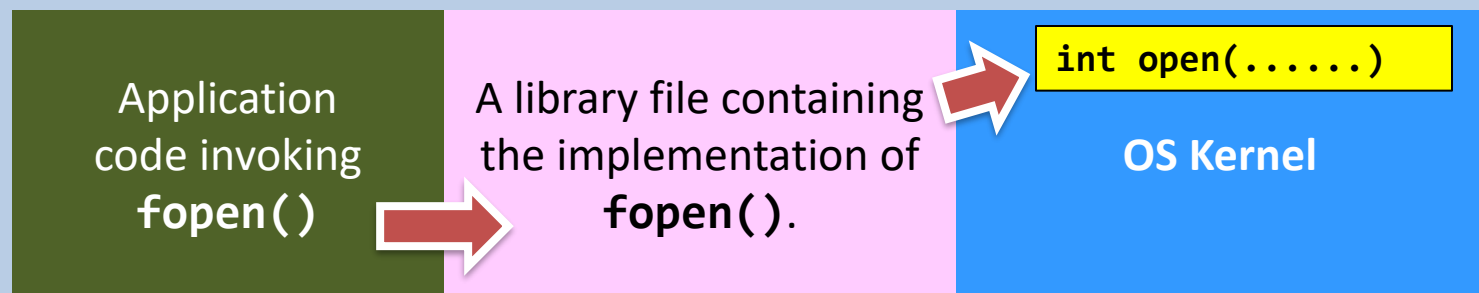 Application
code invoking
fopen()
A library file containing
the implementation of
fopen().
int open(......)
OS Kernel